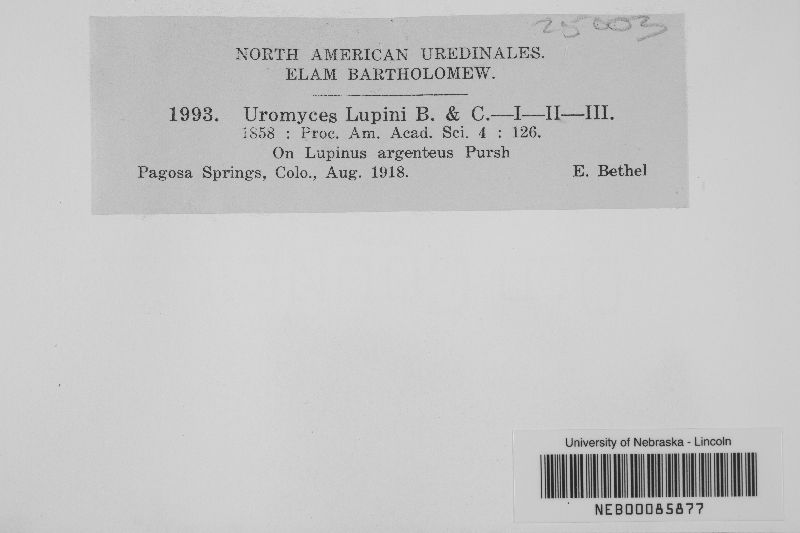 25003
NORTH AMERICAN UREDINALES.
ELAM BARTHOLOMEW.
1993. Uromyces Lupini B. & C.—I—II—III.
1858 : Proc. Am. Acad. Sci. 4 : 126.
On Lupinus argenteus Pursh
Pagosa Springs, Colo., Aug. 1918. E. Bethel
University of Nebraska - Lincoln
NEB00085877